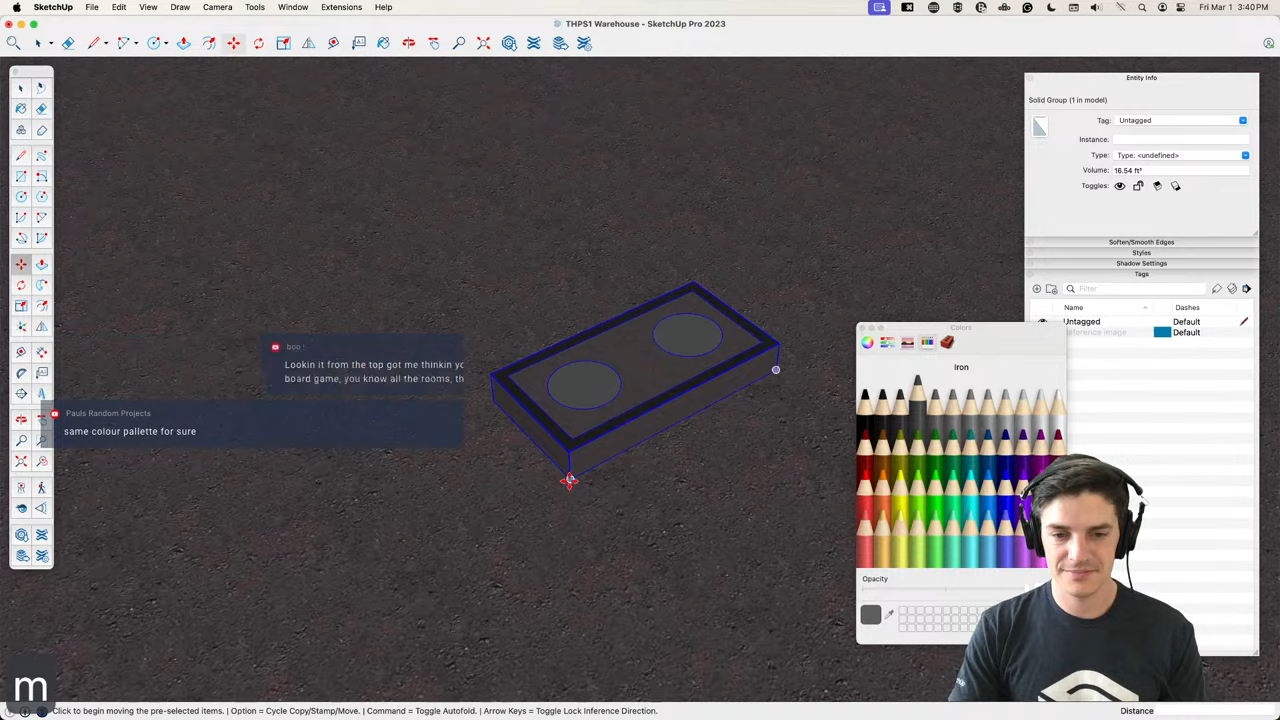 SketchUp File Edit View Draw Camera Tools Window Extensions Help
Fri Mar 1 3:40PM
THPS1 Warehouse - SketchUp Pro 2023
Entity Info
Solid Group (1 in model)
Tag: Untagged
Instance:
Type: Type: <undefined>
Volume: 16.54 ft³
Toggles:
Soften/Smooth Edges
Styles
Shadow Settings
Tags
Filter
Name Dashes
Untagged Default
reference image Default
Colors
Iron
Opacity
boo !
Lookin it from the top got me thinkin yo
board game, you know all the rooms, th
Pauls Random Projects
same colour pallette for sure
m
Click to begin moving the pre-selected items. | Option = Cycle Copy/Stamp/Move. | Command = Toggle Autofold. | Arrow Keys = Toggle Lock Inference Direction.
Distance